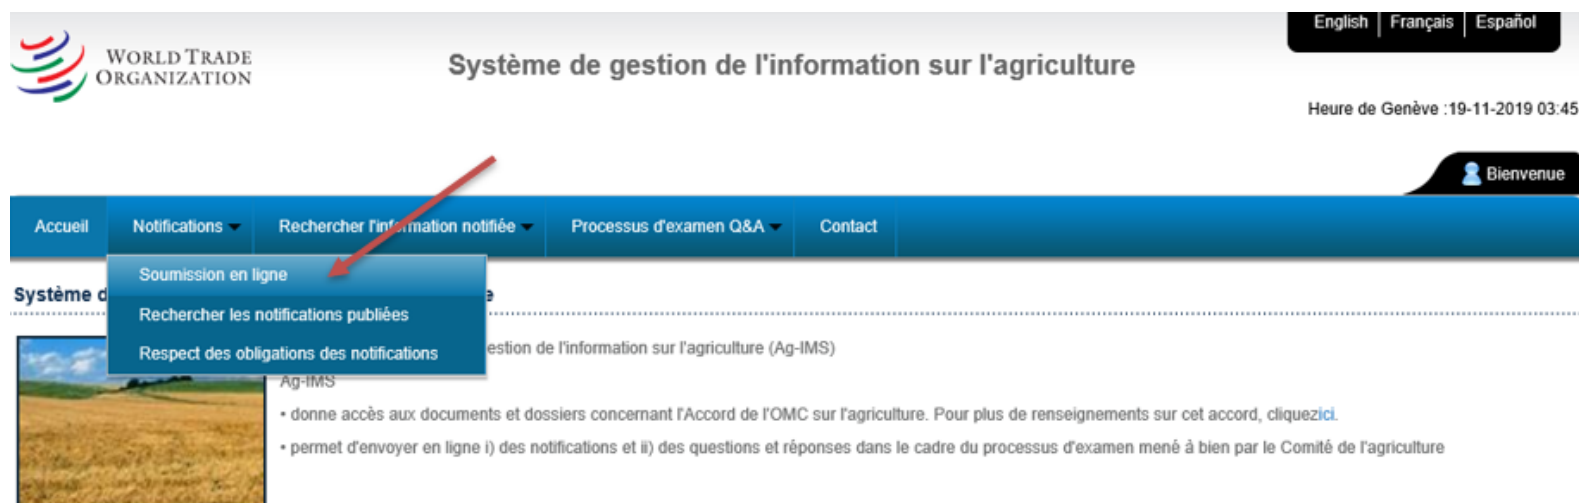 English | Français | Español
WORLD TRADE
ORGANIZATION
Système de gestion de l'information sur l'agriculture
Heure de Genève :19-11-2019 03:45
Bienvenue
Accueil Notifications Rechercher l'information notifiée Processus d'examen Q&A Contact
Soumission en ligne
Système d
Rechercher les notifications publiées
Respect des obligations des notifications
estion de l'information sur l'agriculture (Ag-IMS)
Ag-IMS
• donne accès aux documents et dossiers concernant l'Accord de l'OMC sur l'agriculture. Pour plus de renseignements sur cet accord, cliquezici.
• permet d'envoyer en ligne i) des notifications et ii) des questions et réponses dans le cadre du processus d'examen mené à bien par le Comité de l'agriculture